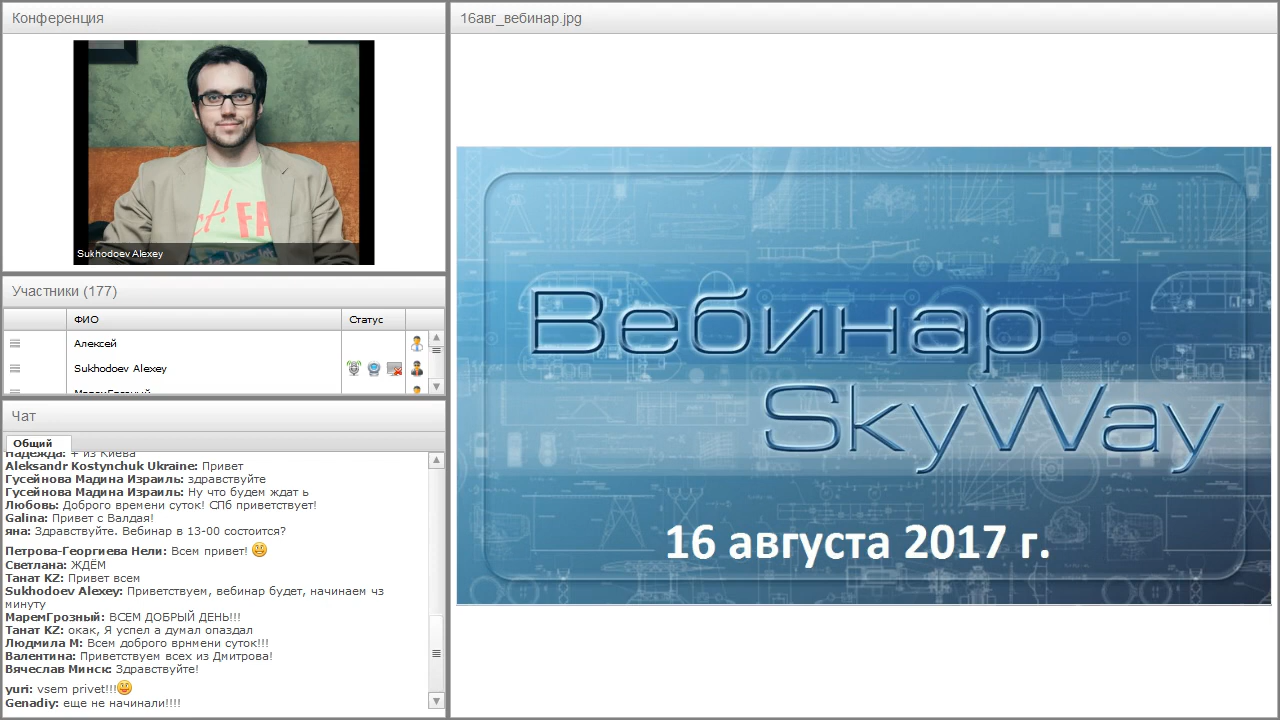 Конференция
Sukhodoev Alexey
Участники (177)
ФИО
Статус
Алексей
Sukhodoev Alexey
МаремГрозный
Чат
Общий
Надежда: + из Киева
Aleksandr Kostynchuk Ukraine: Привет
Гусейнова Мадина Израиль: здравствуйте
Гусейнова Мадина Израиль: Ну что будем ждат ь
Любовь: Доброго времени суток! СПб приветствует!
Galina: Привет с Валдая!
яна: Здравствуйте. Вебинар в 13-00 состоится?
Петрова-Георгиева Нели: Всем привет!
Светлана: ЖДЁМ
Танат KZ: Привет всем
Sukhodoev Alexey: Приветствуем, вебинар будет, начинаем чз
минуту
МаремГрозный: ВСЕМ ДОБРЫЙ ДЕНЬ!!!
Танат KZ: окак, Я успел а думал опаздал
Людмила М: Всем доброго врнмени суток!!!
Валентина: Приветствуем всех из Дмитрова!
Вячеслав Минск: Здравствуйте!
yuri: vsem privet!!!
Genadiy: еще не начинали!!!!
16авг_вебинар.jpg
Вебинар
SkyWay
16 августа 2017 г.